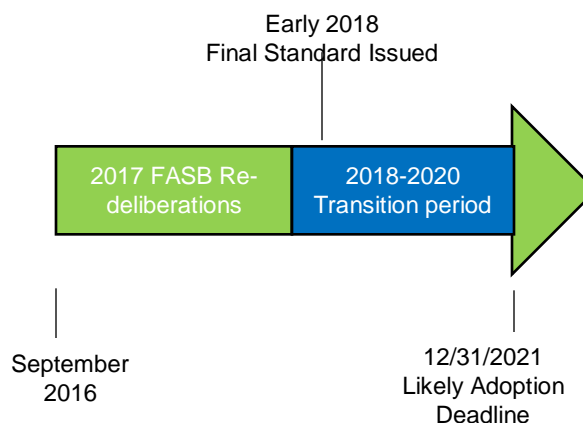 Early 2018
Final Standard Issued
2017 FASB Re-
deliberations
2018-2020
Transition period
September
2016
12/31/2021
Likely Adoption
Deadline